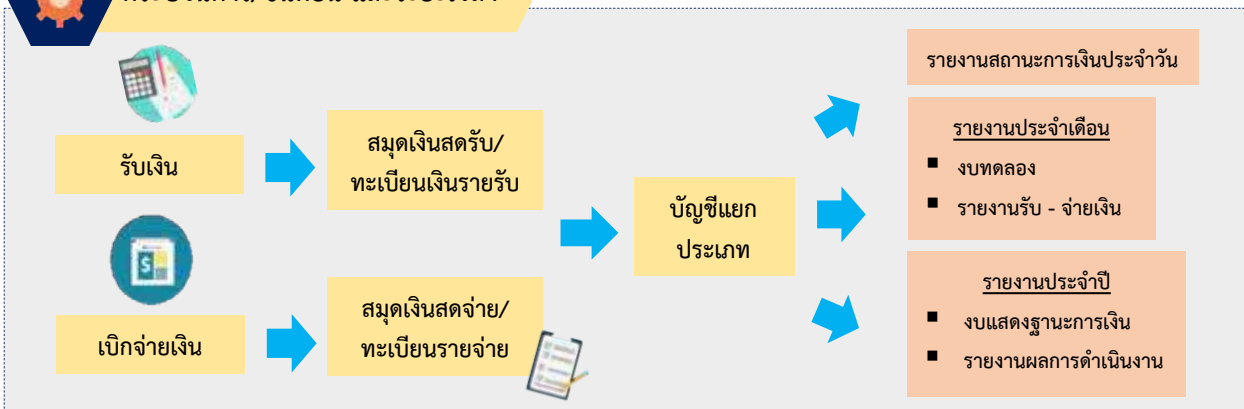 รายงานสถานะการเงินประจำวัน
รับเงิน
สมุดเงินสดรับ/
ทะเบียนเงินรายรับ
รายงานประจำเดือน
▪ งบทดลอง
▪ รายงานรับ - จ่ายเงิน
บัญชีแยก
ประเภท
เบิกจ่ายเงิน
สมุดเงินสดจ่าย/
ทะเบียนรายจ่าย
รายงานประจำปี
▪ งบแสดงฐานะการเงิน
▪ รายงานผลการดำเนินงาน